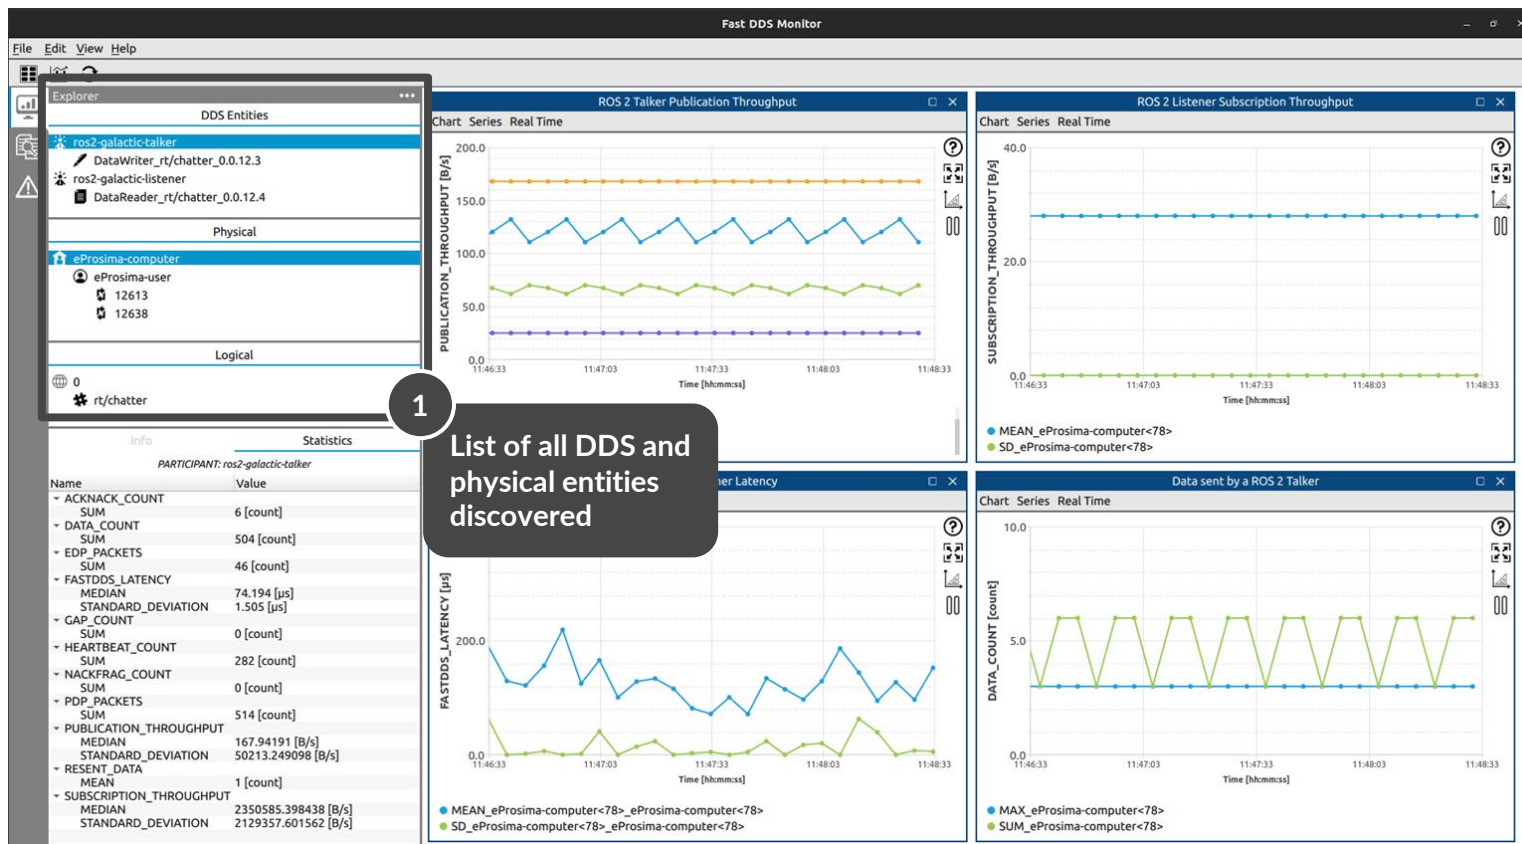 Fast DDS Monitor
File Edit View Help
Explorer
DDS Entities
ros2-galactic-talker
DataWriter_rt/chatter_0.0.12.3
ros2-galactic-listener
DataReader_rt/chatter_0.0.12.4
Physical
eProsima-computer
eProsima-user
12613
12638
Logical
0
rt/chatter
Info Statistics
PARTICIPANT: ros2-galactic-talker
Name Value
ACKNACK_COUNT
SUM 6 [count]
DATA_COUNT
SUM 504 [count]
EDP_PACKETS
SUM 46 [count]
FASTDDS_LATENCY
MEDIAN 74.194 [µs]
STANDARD_DEVIATION 1.505 [µs]
GAP_COUNT
SUM 0 [count]
HEARTBEAT_COUNT
SUM 282 [count]
NACKFRAG_COUNT
SUM 0 [count]
PDP_PACKETS
SUM 514 [count]
PUBLICATION_THROUGHPUT
MEDIAN 167.94191 [B/s]
STANDARD_DEVIATION 50213.249098 [B/s]
RESENT_DATA
MEAN 1 [count]
SUBSCRIPTION_THROUGHPUT
MEDIAN 2350585.398438 [B/s]
STANDARD_DEVIATION 2129357.601562 [B/s]
1
List of all DDS and
physical entities
discovered
ROS 2 Talker Publication Throughput
Chart Series Real Time
PUBLICATION_THROUGHPUT [B/s]
200.0
150.0
100.0
50.0
0.0
11:46:33 11:47:03 11:47:33 11:48:03 11:48:33
Time [hh:mm:ss]
ROS 2 Listener Subscription Throughput
Chart Series Real Time
SUBSCRIPTION_THROUGHPUT [B/s]
40.0
20.0
0.0
11:46:33 11:47:03 11:47:33 11:48:03 11:48:33
Time [hh:mm:ss]
MEAN_eProsima-computer<78>
SD_eProsima-computer<78>
Latency
FASTDDS_LATENCY [µs]
200.0
0.0
11:46:33 11:47:03 11:47:33 11:48:03 11:48:33
Time [hh:mm:ss]
MEAN_eProsima-computer<78>_eProsima-computer<78>
SD_eProsima-computer<78>_eProsima-computer<78>
Data sent by a ROS 2 Talker
Chart Series Real Time
DATA_COUNT [count]
10.0
5.0
0.0
11:46:33 11:47:03 11:47:33 11:48:03 11:48:33
Time [hh:mm:ss]
MAX_eProsima-computer<78>
SUM_eProsima-computer<78>